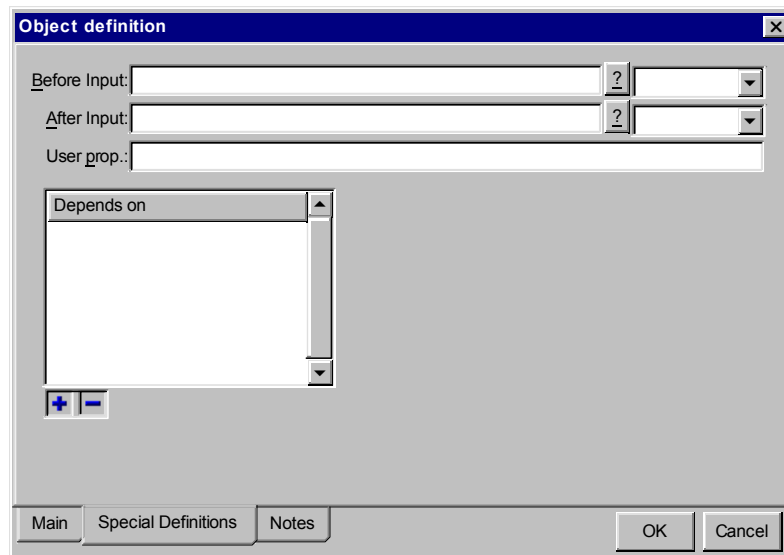 Object definition
Before Input: ?
After Input: ?
User prop.:
Depends on
Main Special Definitions Notes
OK Cancel